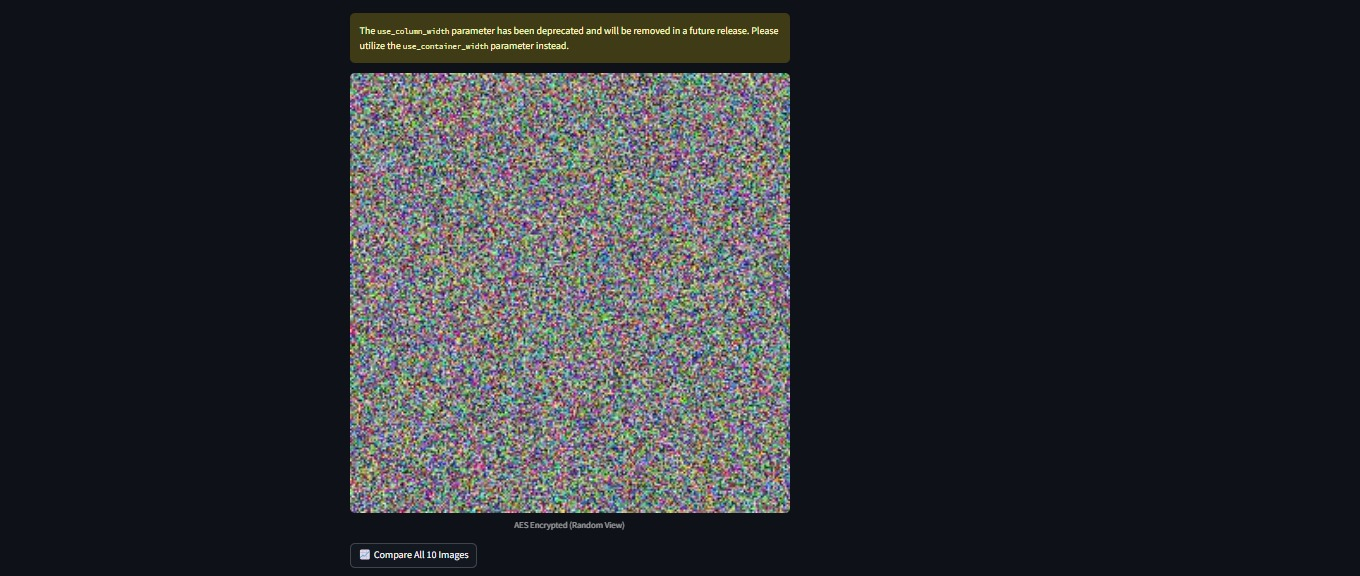 The use_column_width parameter has been deprecated and will be removed in a future release. Please
utilize the use_container_width parameter instead.
AES Encrypted (Random View)
Compare All 10 Images